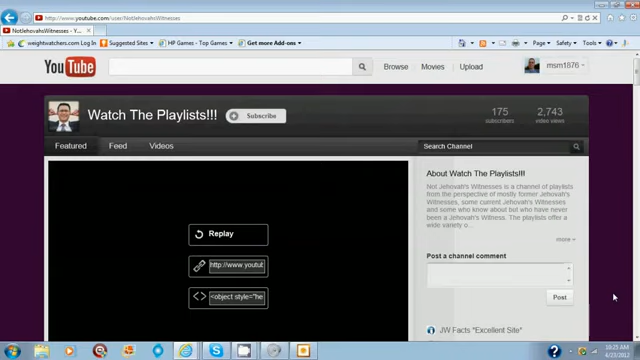 http://www.youtube.com/user/NotJehovahsWitnesses
NotJehovahsWitnesses - Y...
weightwatchers.com Log In
Suggested Sites
HP Games - Top Games
Get more Add-ons
Page
Safety
Tools
YouTube
Browse
Movies
Upload
msm1876
Watch The Playlists!!!
Subscribe
175
subscribers
2,743
video views
Featured
Feed
Videos
Search Channel
Replay
http://www.youtut
<object style="he
About Watch The Playlists!!!
Not Jehovah's Witnesses is a channel of playlists
from the perspective of mostly former Jehovah's
Witnesses, some current Jehovah's Witnesses
and some who know about but who have never
been a Jehovah's Witness. The playlists offer a
wide variety o...
more
Post a channel comment
Post
JW Facts *Excellent Site*
10:25 AM
6/23/2012